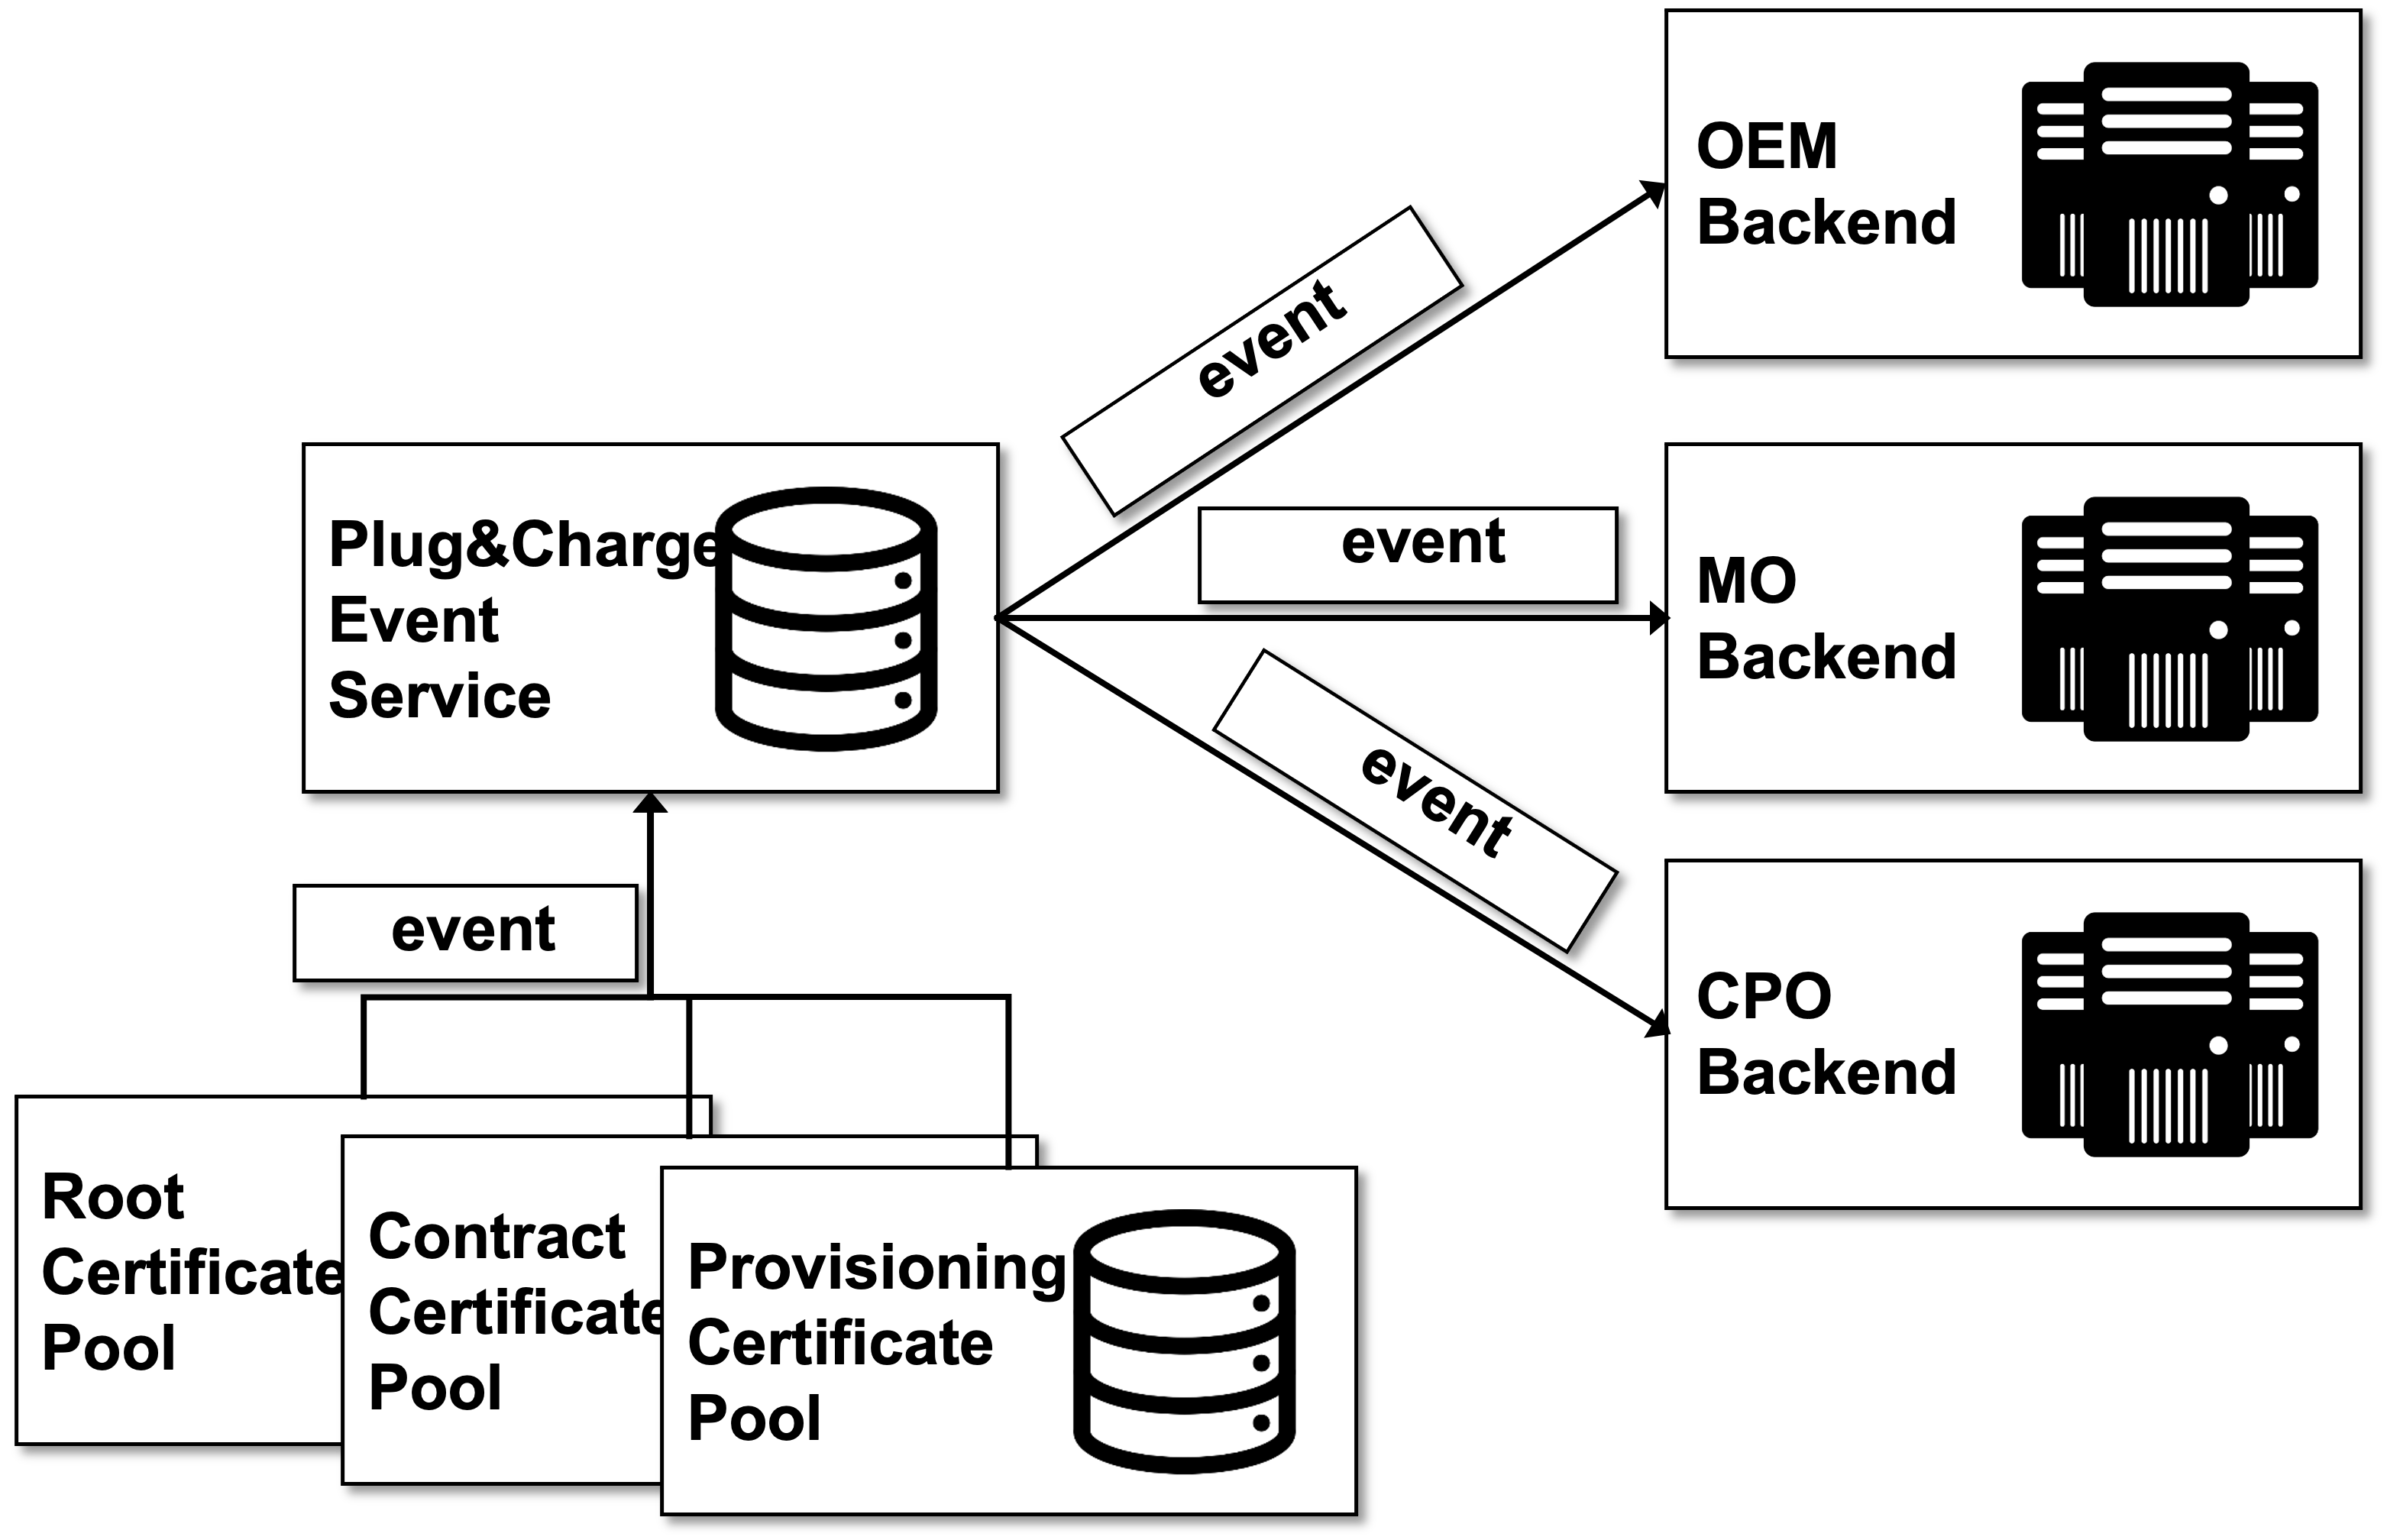 OEM
Backend
event
Plug&Charge
Event
Service
event
MO
Backend
event
event
CPO
Backend
Root
Certificate
Pool
Contract
Certificate
Pool
Provisioning
Certificate
Pool